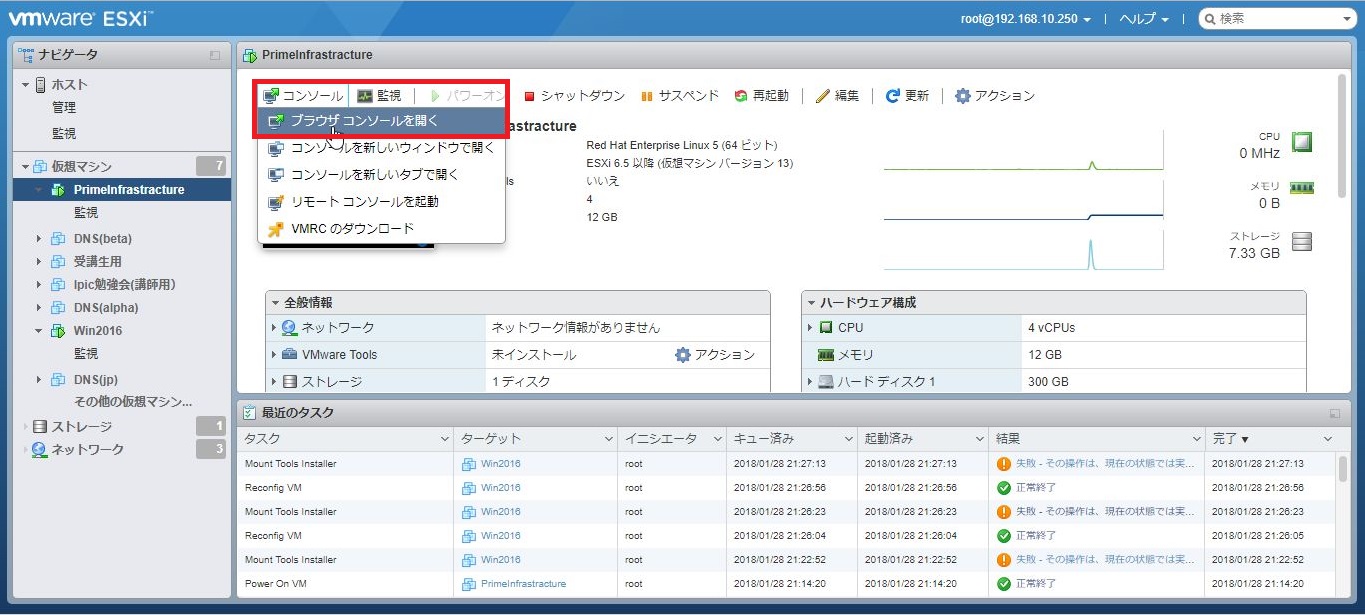 vmware ESXi™
root@192.168.10.250 ヘルプ 検索
ナビゲータ
ホスト
管理
監視
仮想マシン 7
PrimeInfrastracture
監視
DNS(beta)
受講生用
lpic勉強会(講師用)
DNS(alpha)
Win2016
監視
DNS(jp)
その他の仮想マシン...
ストレージ 1
ネットワーク 3
PrimeInfrastracture
コンソール 監視 パワーオン シャットダウン サスペンド 再起動 編集 更新 アクション
ブラウザ コンソールを開く
コンソールを新しいウィンドウで開く
コンソールを新しいタブで開く
リモート コンソールを起動
VMRC のダウンロード
astracture
Red Hat Enterprise Linux 5 (64 ビット)
ESXi 6.5 以降 (仮想マシン バージョン 13)
ls いいえ
4
12 GB
CPU
0 MHz
メモリ
0 B
ストレージ
7.33 GB
全般情報
ネットワーク ネットワーク情報がありません
VMware Tools 未インストール アクション
ストレージ 1 ディスク
ハードウェア構成
CPU 4 vCPUs
メモリ 12 GB
ハード ディスク 1 300 GB
最近のタスク
タスク ターゲット イニシエータ キュー済み 起動済み 結果 完了▼
Mount Tools Installer Win2016 root 2018/01/28 21:27:13 2018/01/28 21:27:13 失敗 - その操作は、現在の状態では実... 2018/01/28 21:27:13
Reconfig VM Win2016 root 2018/01/28 21:26:56 2018/01/28 21:26:56 正常終了 2018/01/28 21:26:56
Mount Tools Installer Win2016 root 2018/01/28 21:26:23 2018/01/28 21:26:23 失敗 - その操作は、現在の状態では実... 2018/01/28 21:26:23
Reconfig VM Win2016 root 2018/01/28 21:26:04 2018/01/28 21:26:04 正常終了 2018/01/28 21:26:05
Mount Tools Installer Win2016 root 2018/01/28 21:22:52 2018/01/28 21:22:52 失敗 - その操作は、現在の状態では実... 2018/01/28 21:22:52
Power On VM PrimeInfrastracture root 2018/01/28 21:14:20 2018/01/28 21:14:20 正常終了 2018/01/28 21:14:20